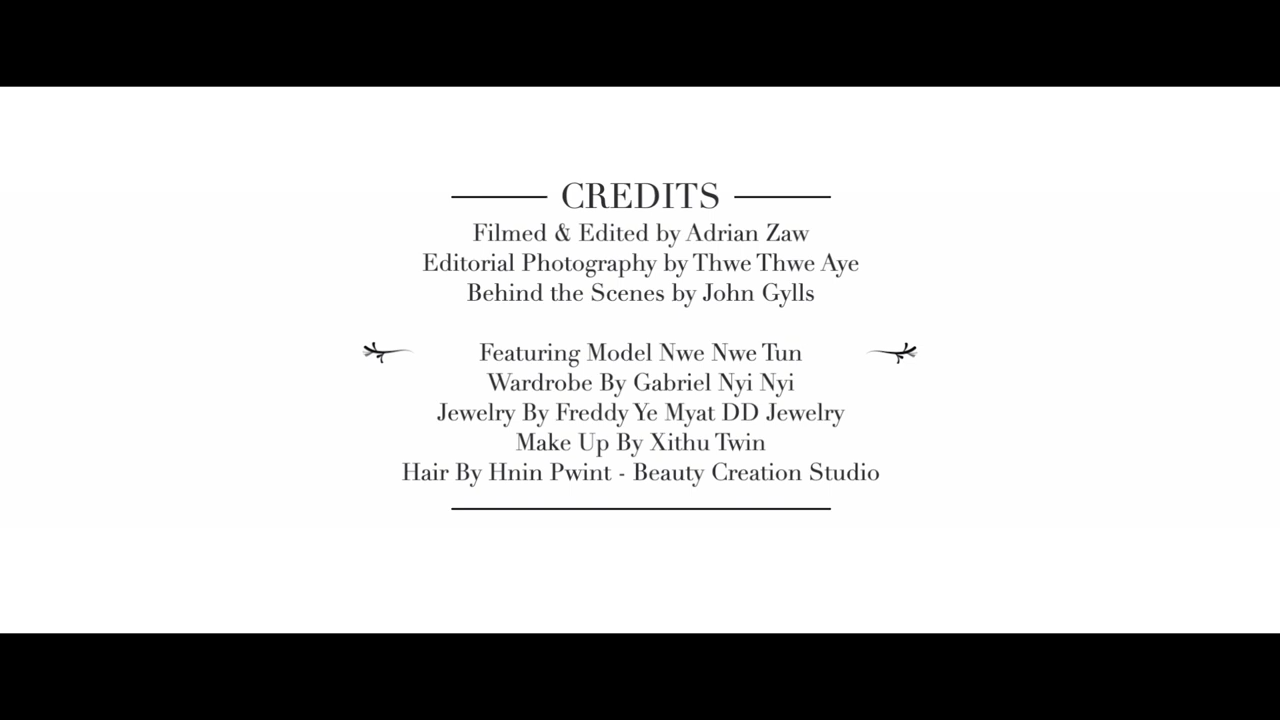 CREDITS
Filmed & Edited by Adrian Zaw
Editorial Photography by Thwe Thwe Aye
Behind the Scenes by John Gylls
Featuring Model Nwe Nwe Tun
Wardrobe By Gabriel Nyi Nyi
Jewelry By Freddy Ye Myat DD Jewelry
Make Up By Xithu Twin
Hair By Hnin Pwint - Beauty Creation Studio